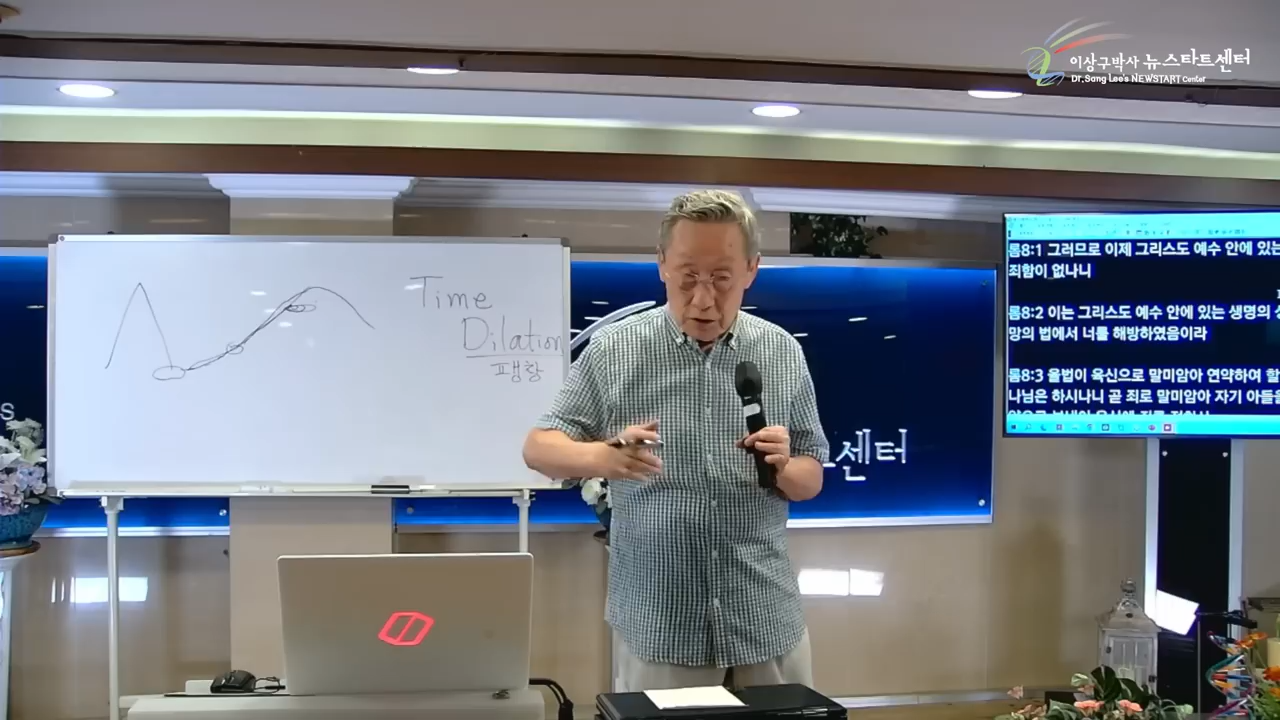 이상구박사 뉴스타트센터
Dr. Sang Lee's NEWSTART Center
Time
Dilation
팽창
S
센터
롬8:1 그러므로 이제 그리스도 예수 안에 있는
죄함이 없나니
롬8:2 이는 그리스도 예수 안에 있는 생명의
망의 법에서 너를 해방하였음이라
롬8:3 율법이 육신으로 말미암아 연약하여 할
나님은 하시나니 곧 죄로 말미암아 자기 아들을